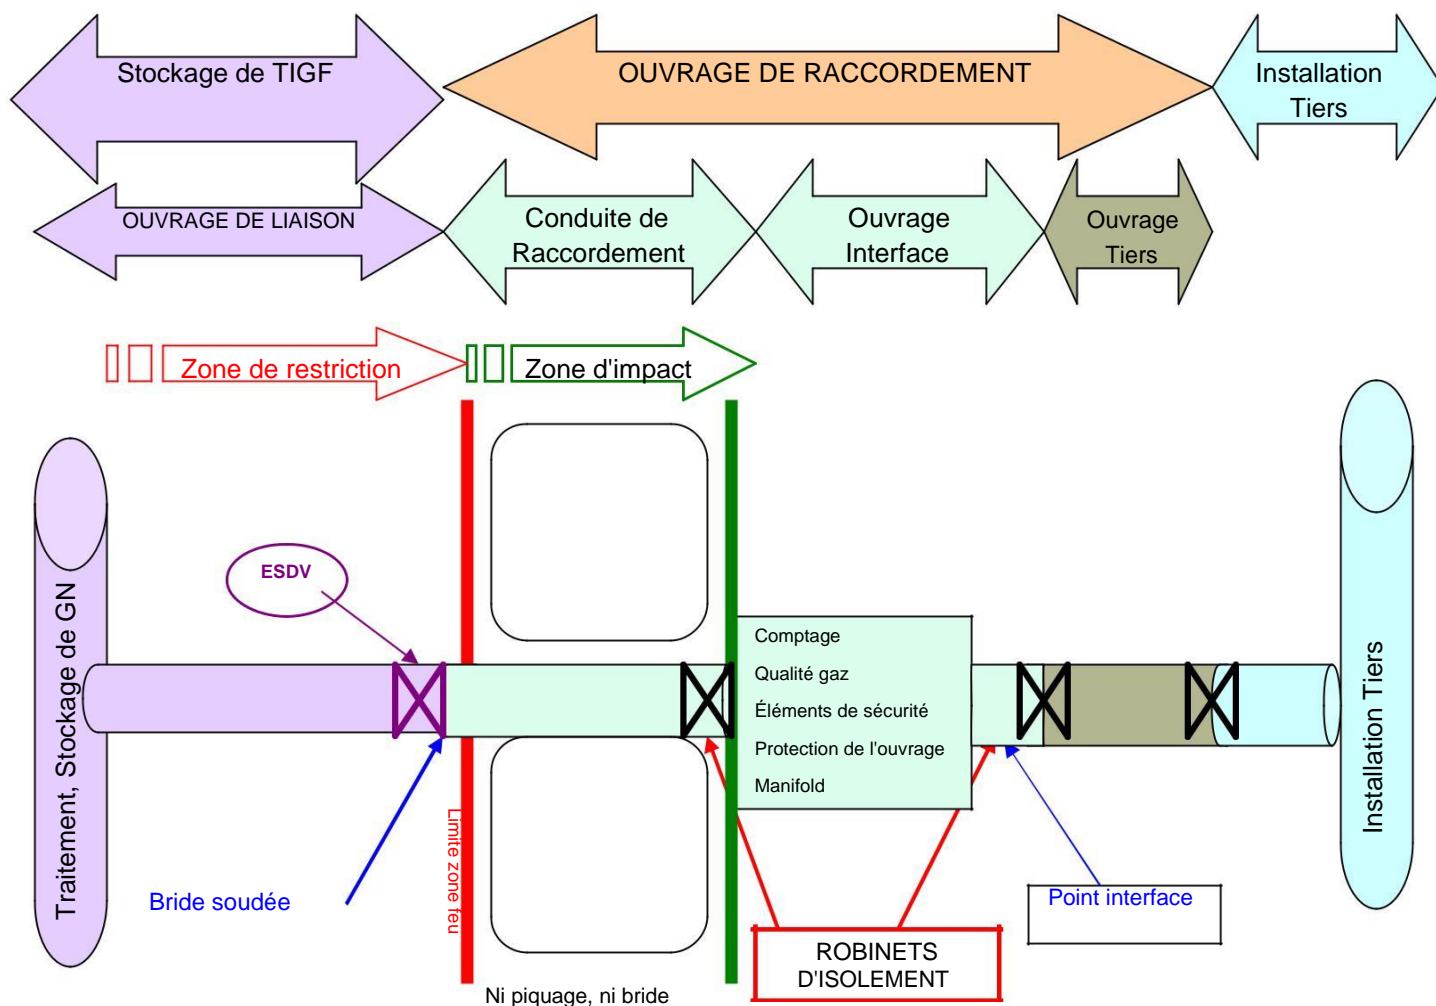 Stockage de TIGF
OUVRAGE DE RACCORDEMENT
Installation
Tiers
OUVRAGE DE LIAISON
Conduite de
Raccordement
Ouvrage
Interface
Ouvrage
Tiers
Zone de restriction
Zone d'impact
Traitement, Stockage de GN
ESDV
Comptage
Qualité gaz
Éléments de sécurité
Protection de l'ouvrage
Manifold
Installation Tiers
Limite zone feu
Bride soudée
Point interface
ROBINETS
D'ISOLEMENT
Ni piquage, ni bride